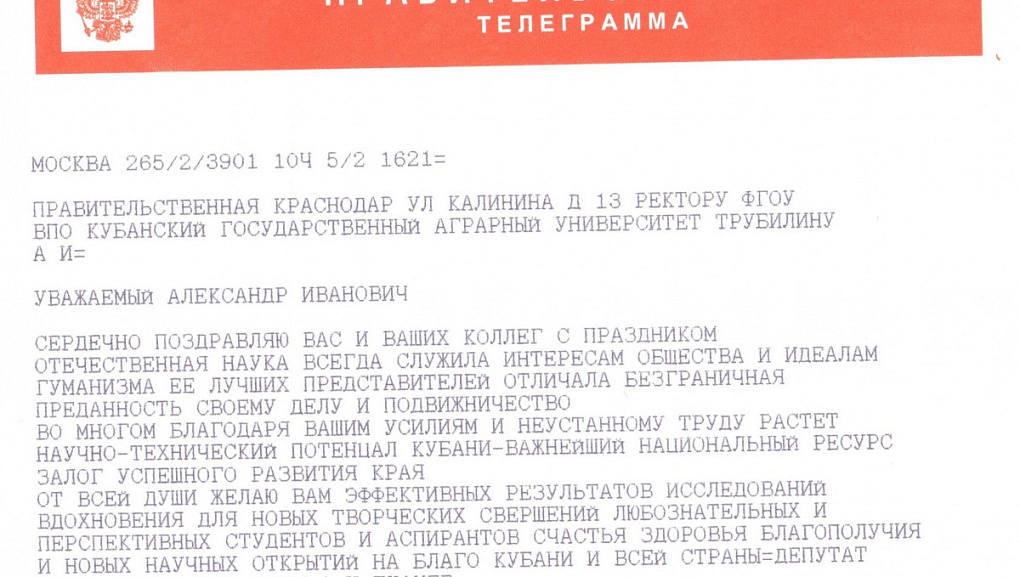 ТЕЛЕГРАММА
МОСКВА 265/2/3901 10Ч 5/2 1621=
ПРАВИТЕЛЬСТВЕННАЯ КРАСНОДАР УЛ КАЛИНИНА Д 13 РЕКТОРУ ФГОУ
ВПО КУБАНСКИЙ ГОСУДАРСТВЕННЫЙ АГРАРНЫЙ УНИВЕРСИТЕТ ТРУБИЛИНУ
А И=
УВАЖАЕМЫЙ АЛЕКСАНДР ИВАНОВИЧ
СЕРДЕЧНО ПОЗДРАВЛЯЮ ВАС И ВАШИХ КОЛЛЕГ С ПРАЗДНИКОМ
ОТЕЧЕСТВЕННАЯ НАУКА ВСЕГДА СЛУЖИЛА ИНТЕРЕСАМ ОБЩЕСТВА И ИДЕАЛАМ
ГУМАНИЗМА ЕЕ ЛУЧШИХ ПРЕДСТАВИТЕЛЕЙ ОТЛИЧАЛА БЕЗГРАНИЧНАЯ
ПРЕДАННОСТЬ СВОЕМУ ДЕЛУ И ПОДВИЖНИЧЕСТВО
ВО МНОГОМ БЛАГОДАРЯ ВАШИМ УСИЛИЯМ И НЕУСТАННОМУ ТРУДУ РАСТЕТ
НАУЧНО-ТЕХНИЧЕСКИЙ ПОТЕНЦАЛ КУБАНИ-ВАЖНЕЙШИЙ НАЦИОНАЛЬНЫЙ РЕСУРС
ЗАЛОГ УСПЕШНОГО РАЗВИТИЯ КРАЯ
ОТ ВСЕЙ ДУШИ ЖЕЛАЮ ВАМ ЭФФЕКТИВНЫХ РЕЗУЛЬТАТОВ ИССЛЕДОВАНИЙ
ВДОХНОВЕНИЯ ДЛЯ НОВЫХ ТВОРЧЕСКИХ СВЕРШЕНИЙ ЛЮБОЗНАТЕЛЬНЫХ И
ПЕРСПЕКТИВНЫХ СТУДЕНТОВ И АСПИРАНТОВ СЧАСТЬЯ ЗДОРОВЬЯ БЛАГОПОЛУЧИЯ
И НОВЫХ НАУЧНЫХ ОТКРЫТИЙ НА БЛАГО КУБАНИ И ВСЕЙ СТРАНЫ=ДЕПУТАТ